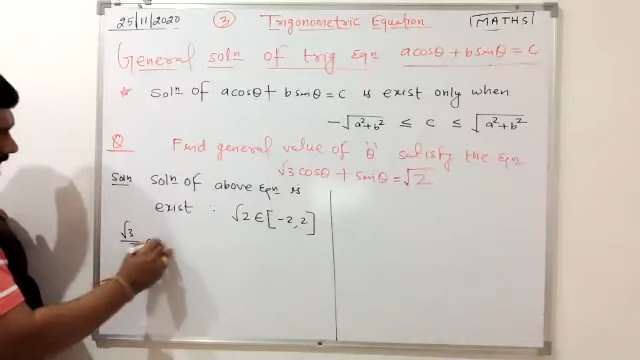 25/11/2020 ③ Trigonometric Equation MATHS
General solⁿ of trig Eqn acosθ + bsinθ = c
* Solⁿ of acosθ + bsinθ = c is exist only when
-√a²+b² ≤ c ≤ √a²+b²
Q Find general value of 'θ' satisfy the eqn
√3 cosθ + sinθ = √2
Solⁿ Solⁿ of above Eqn is
exist ∵ √2 ∈ [-2, 2]
√3